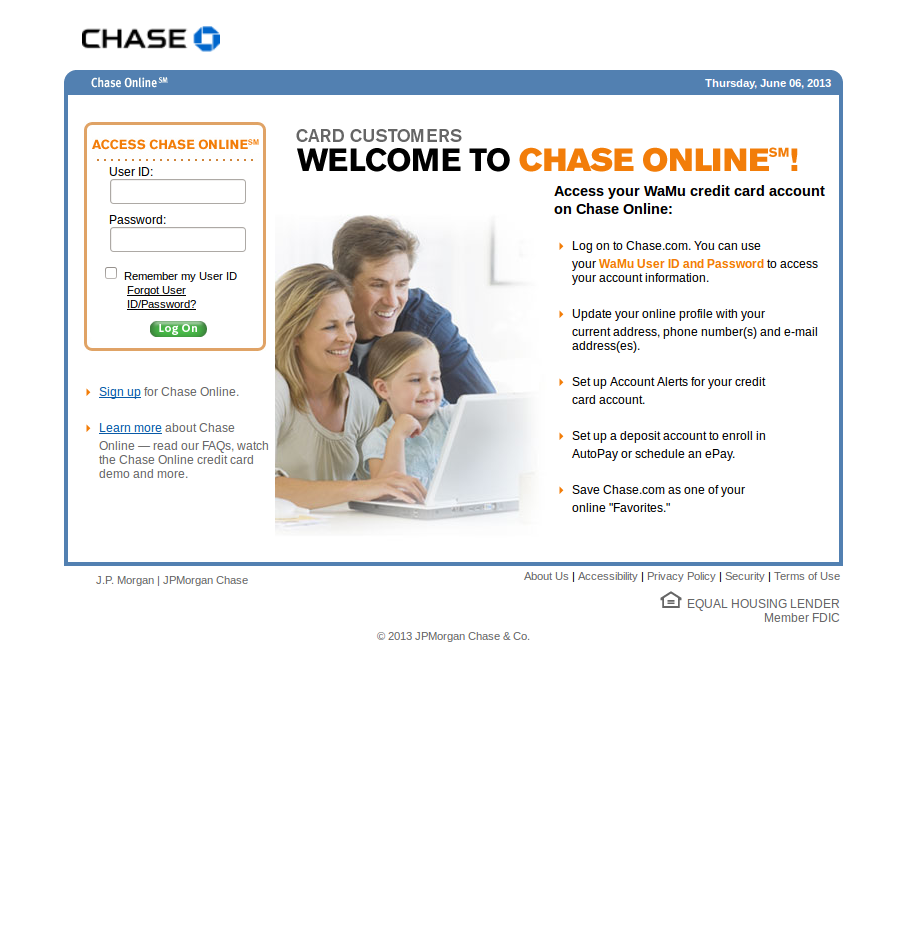 CHASE
Chase Online℠
Thursday, June 06, 2013
ACCESS CHASE ONLINE℠
User ID:
Password:
Remember my User ID
Forgot User
ID/Password?
Log On
Sign up for Chase Online.
Learn more about Chase
Online — read our FAQs, watch
the Chase Online credit card
demo and more.
CARD CUSTOMERS
WELCOME TO CHASE ONLINE℠!
Access your WaMu credit card account
on Chase Online:
Log on to Chase.com. You can use
your WaMu User ID and Password to access
your account information.
Update your online profile with your
current address, phone number(s) and e-mail
address(es).
Set up Account Alerts for your credit
card account.
Set up a deposit account to enroll in
AutoPay or schedule an ePay.
Save Chase.com as one of your
online "Favorites."
J.P. Morgan | JPMorgan Chase
About Us | Accessibility | Privacy Policy | Security | Terms of Use
EQUAL HOUSING LENDER
Member FDIC
© 2013 JPMorgan Chase & Co.